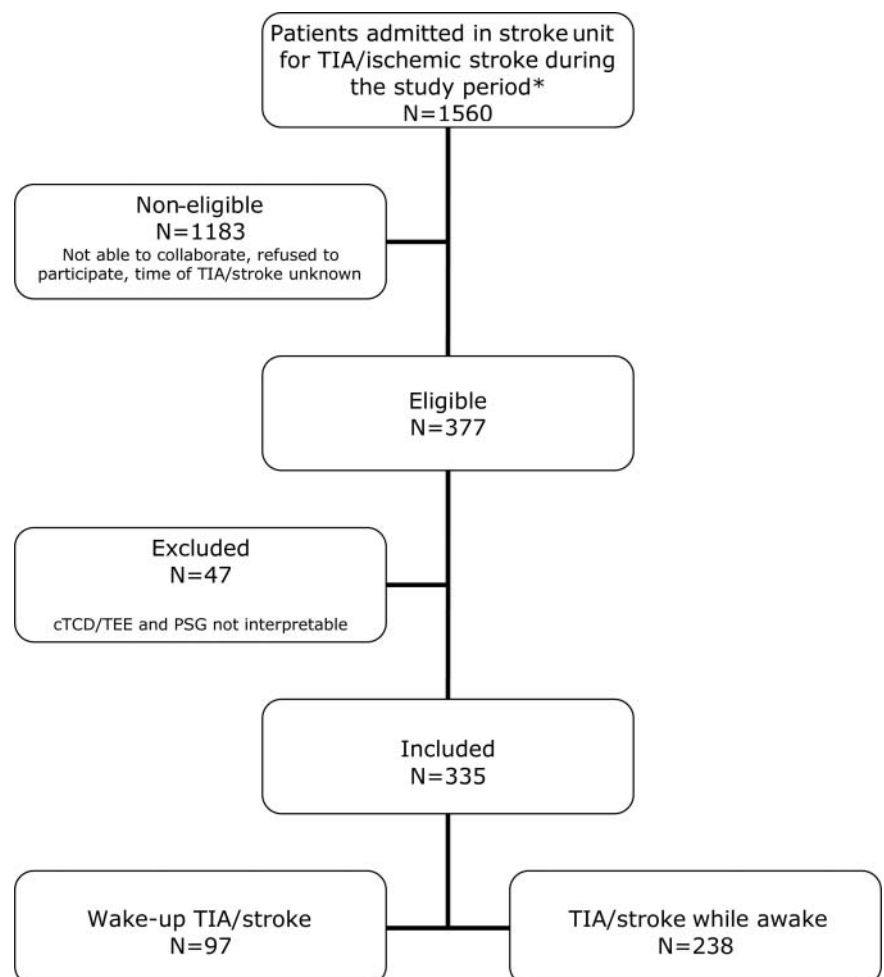 Patients admitted in stroke unit
for TIA/ischemic stroke during
the study period*
N=1560
Non-eligible
N=1183
Not able to collaborate, refused to
participate, time of TIA/stroke unknown
Eligible
N=377
Excluded
N=47
cTCD/TEE and PSG not interpretable
Included
N=335
Wake-up TIA/stroke
N=97
TIA/stroke while awake
N=238